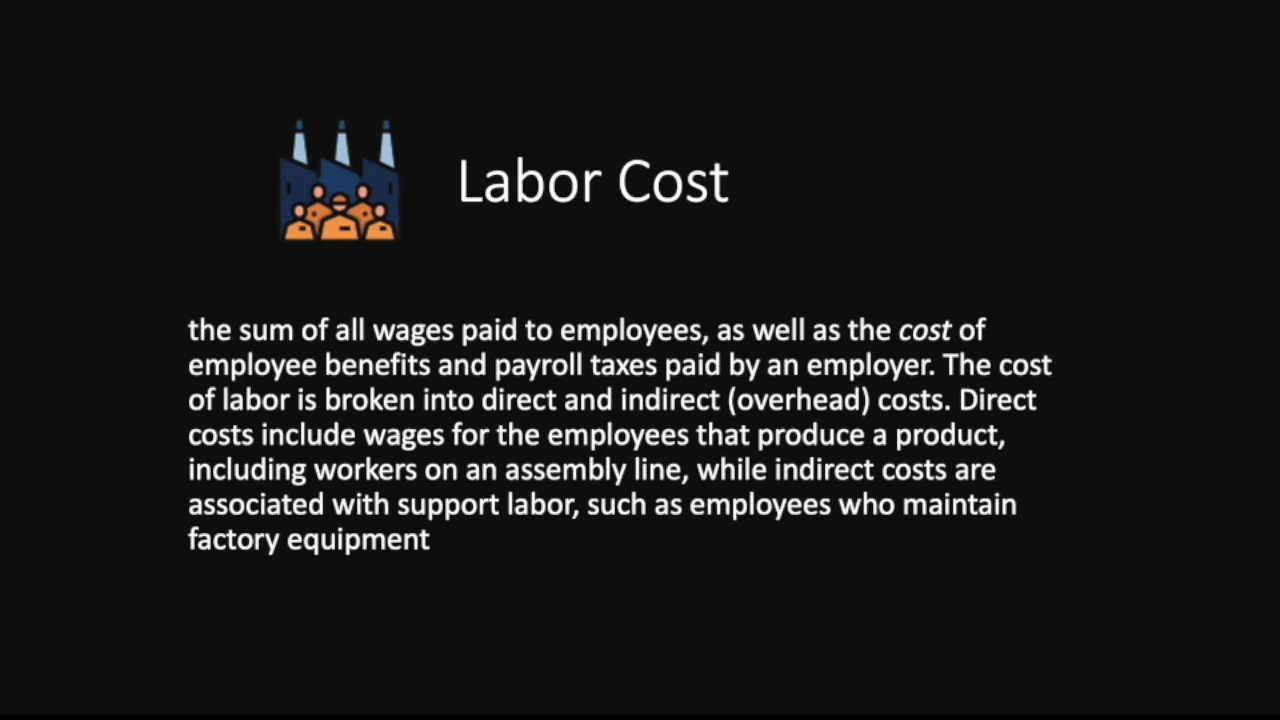 Labor Cost
the sum of all wages paid to employees, as well as the cost of
employee benefits and payroll taxes paid by an employer. The cost
of labor is broken into direct and indirect (overhead) costs. Direct
costs include wages for the employees that produce a product,
including workers on an assembly line, while indirect costs are
associated with support labor, such as employees who maintain
factory equipment